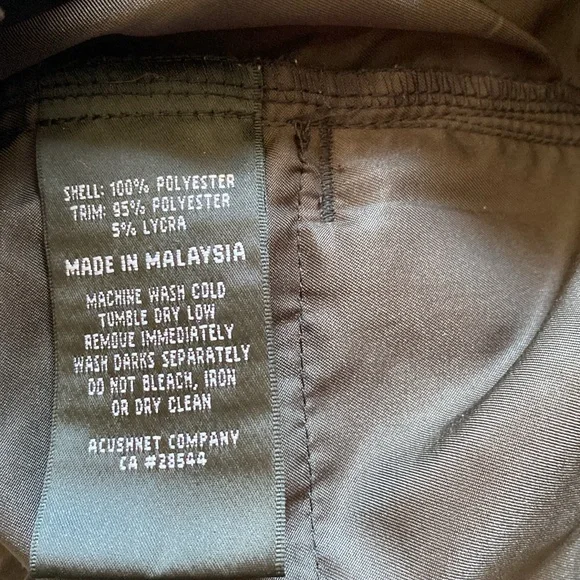 SHELL: 100% POLYESTER
TRIM: 95% POLYESTER
5% LYCRA
MADE IN MALAYSIA
MACHINE WASH COLD
TUMBLE DRY LOW
REMOVE IMMEDIATELY
WASH DARKS SEPARATELY
DO NOT BLEACH, IRON
OR DRY CLEAN
ACUSHNET COMPANY
CA #28544